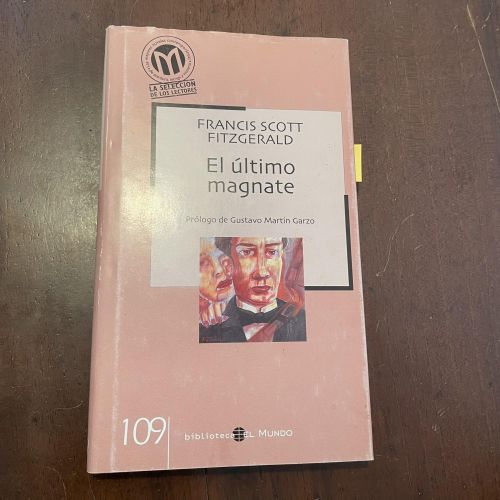 M
LA SELECCIÓN
DE LOS LECTORES
FRANCIS SCOTT
FITZGERALD
El último
magnate
Prólogo de Gustavo Martín Garzo
109
biblioteca EL MUNDO